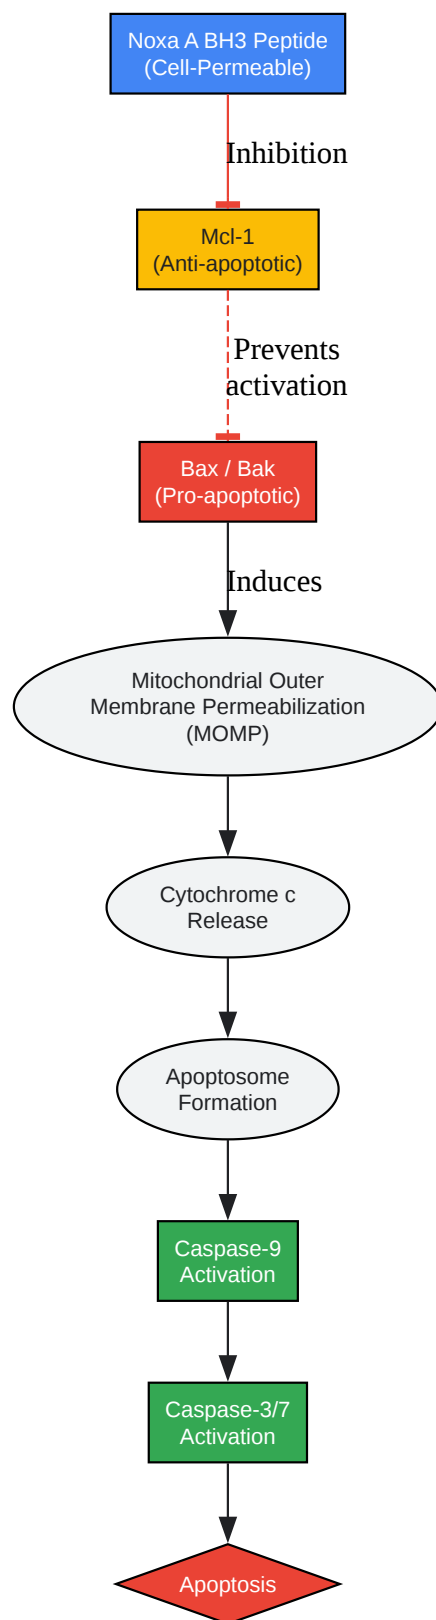 Noxa A BH3 Peptide
(Cell-Permeable)
Inhibition
Mcl-1
(Anti-apoptotic)
Prevents
activation
Bax / Bak
(Pro-apoptotic)
Induces
Mitochondrial Outer
Membrane Permeabilization
(MOMP)
Cytochrome c
Release
Apoptosome
Formation
Caspase-9
Activation
Caspase-3/7
Activation
Apoptosis